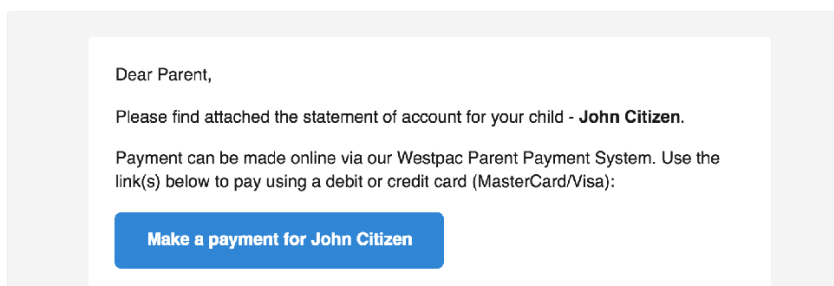 Dear Parent,
Please find attached the statement of account for your child - John Citizen.
Payment can be made online via our Westpac Parent Payment System. Use the
link(s) below to pay using a debit or credit card (MasterCard/Visa):
Make a payment for John Citizen